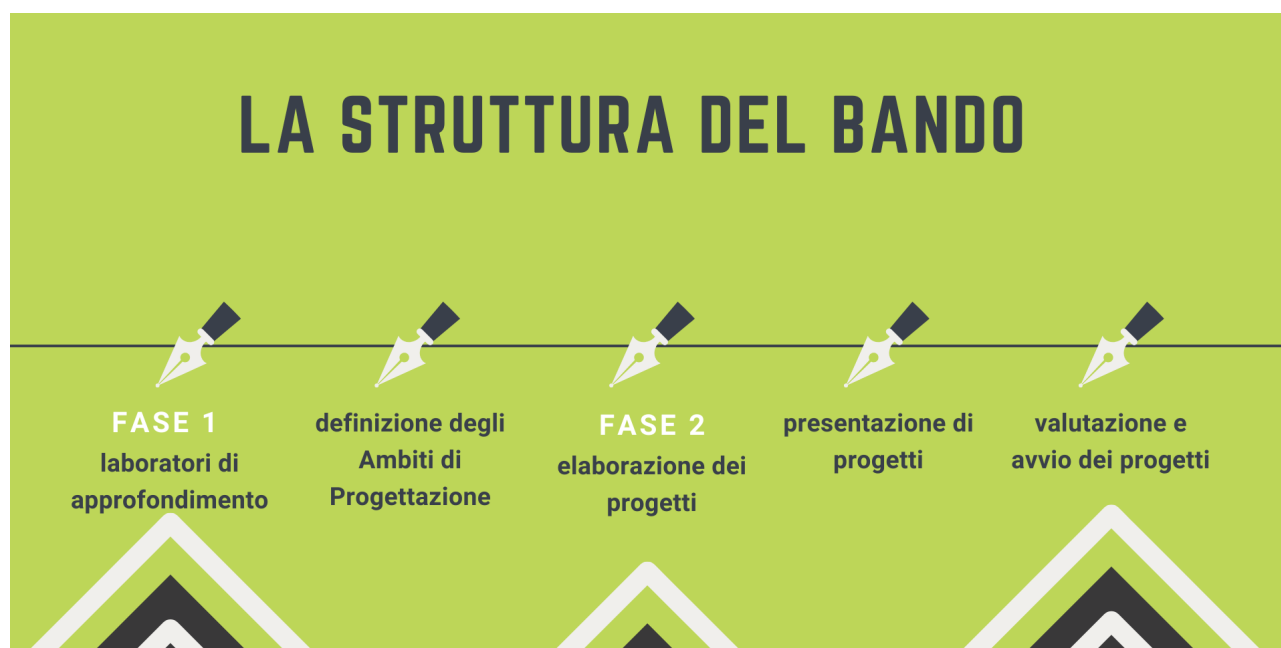 LA STRUTTURA DEL BANDO
FASE 1
laboratori di
approfondimento
definizione degli
Ambiti di
Progettazione
FASE 2
elaborazione dei
progetti
presentazione di
progetti
valutazione e
avvio dei progetti